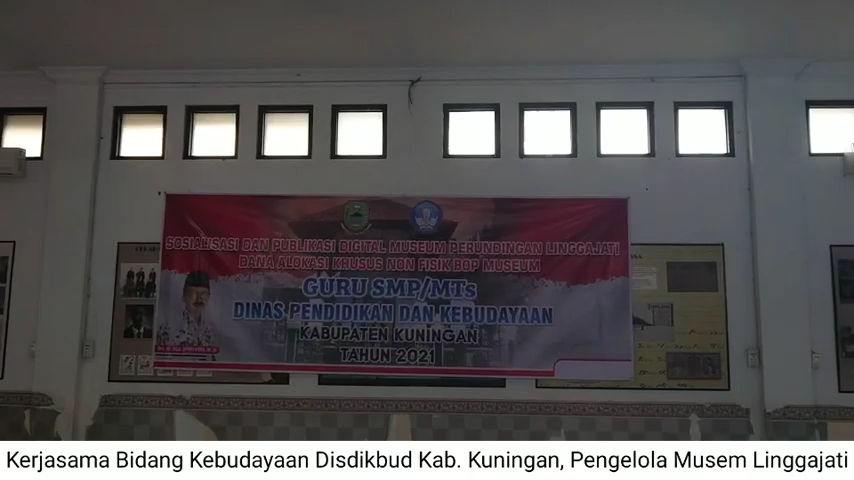 SOSIALISASI DAN PUBLIKASI DIGITAL MUSEUM PERUNDINGAN LINGGAJATI
DANA ALOKASI KHUSUS NON FISIK BOP MUSEUM
GURU SMP/MTs
DINAS PENDIDIKAN DAN KEBUDAYAAN
KABUPATEN KUNINGAN
TAHUN 2021
Kerjasama Bidang Kebudayaan Disdikbud Kab. Kuningan, Pengelola Musem Linggajati